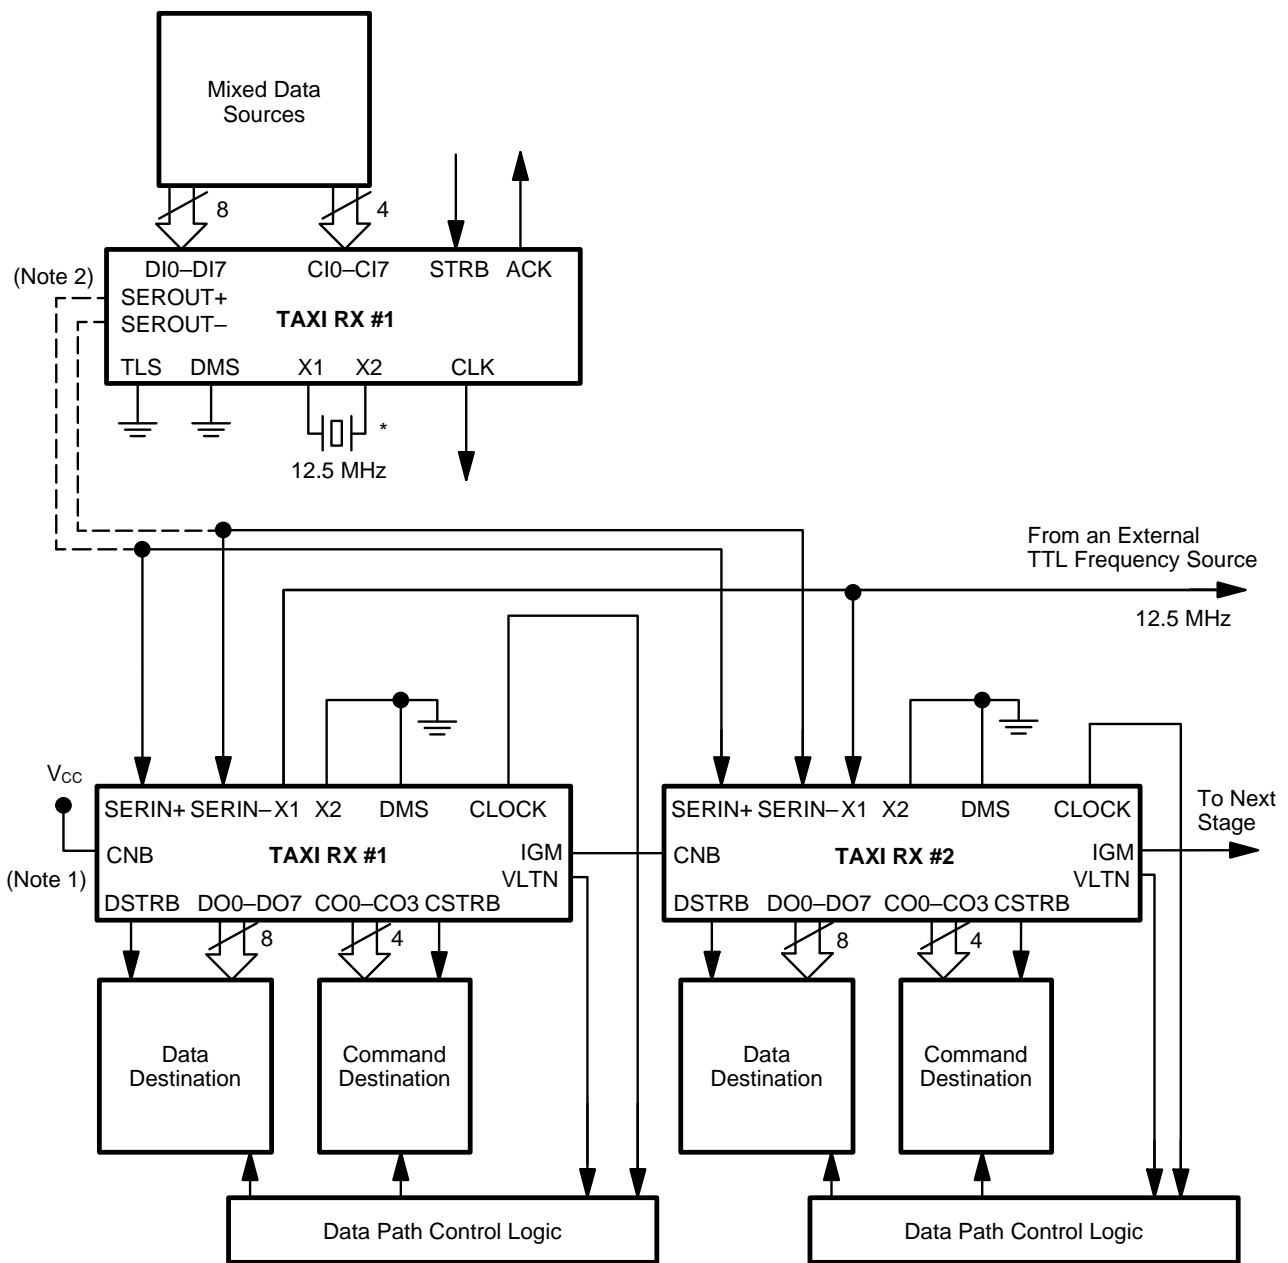 Mixed Data
Sources
8
4
(Note 2)
DI0–DI7 CI0–CI7 STRB ACK
SEROUT+
SEROUT–
TAXI RX #1
TLS DMS X1 X2 CLK
*
12.5 MHz
From an External
TTL Frequency Source
12.5 MHz
VCC
SERIN+ SERIN– X1 X2 DMS CLOCK
CNB TAXI RX #1 IGM
VLTN
(Note 1)
DSTRB DO0–DO7 CO0–CO3 CSTRB
8
4
Data
Destination
Command
Destination
Data Path Control Logic
SERIN+ SERIN– X1 X2 DMS CLOCK
CNB TAXI RX #2 IGM
VLTN
To Next
Stage
DSTRB DO0–DO7 CO0–CO3 CSTRB
8
4
Data
Destination
Command
Destination
Data Path Control Logic